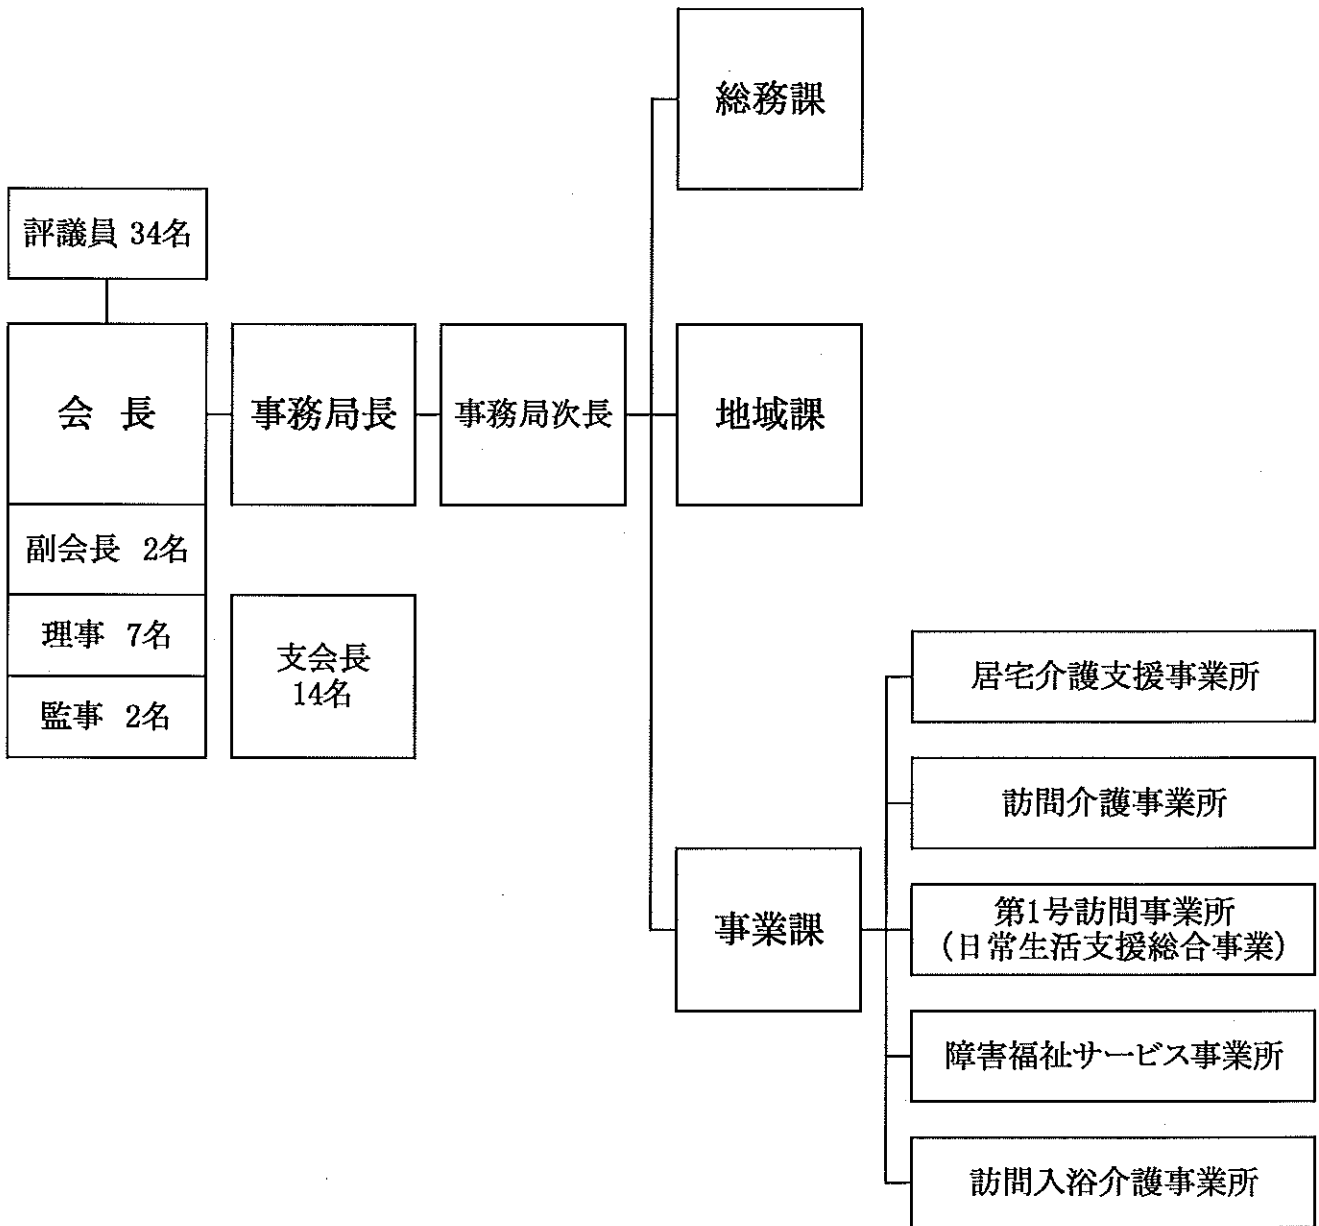 総務課
評議員 34名
会 長
事務局長
事務局次長
地域課
副会長 2名
理事 7名
監事 2名
支会長
14名
事業課
居宅介護支援事業所
訪問介護事業所
第1号訪問事業所
(日常生活支援総合事業)
障害福祉サービス事業所
訪問入浴介護事業所